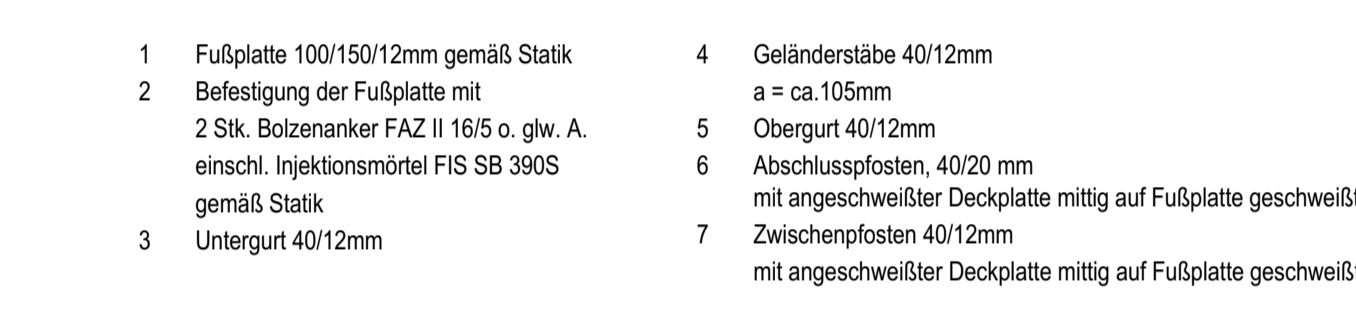 1 Fußplatte 100/150/12mm gemäß Statik
2 Befestigung der Fußplatte mit
2 Stk. Bolzenanker FAZ II 16/5 o. glw. A.
einschl. Injektionsmörtel FIS SB 390S
gemäß Statik
3 Untergurt 40/12mm
4 Geländerstäbe 40/12mm
a = ca.105mm
5 Obergurt 40/12mm
6 Abschlusspfosten, 40/20 mm
mit angeschweißter Deckplatte mittig auf Fußplatte geschweißt
7 Zwischenpfosten 40/12mm
mit angeschweißter Deckplatte mittig auf Fußplatte geschweißt